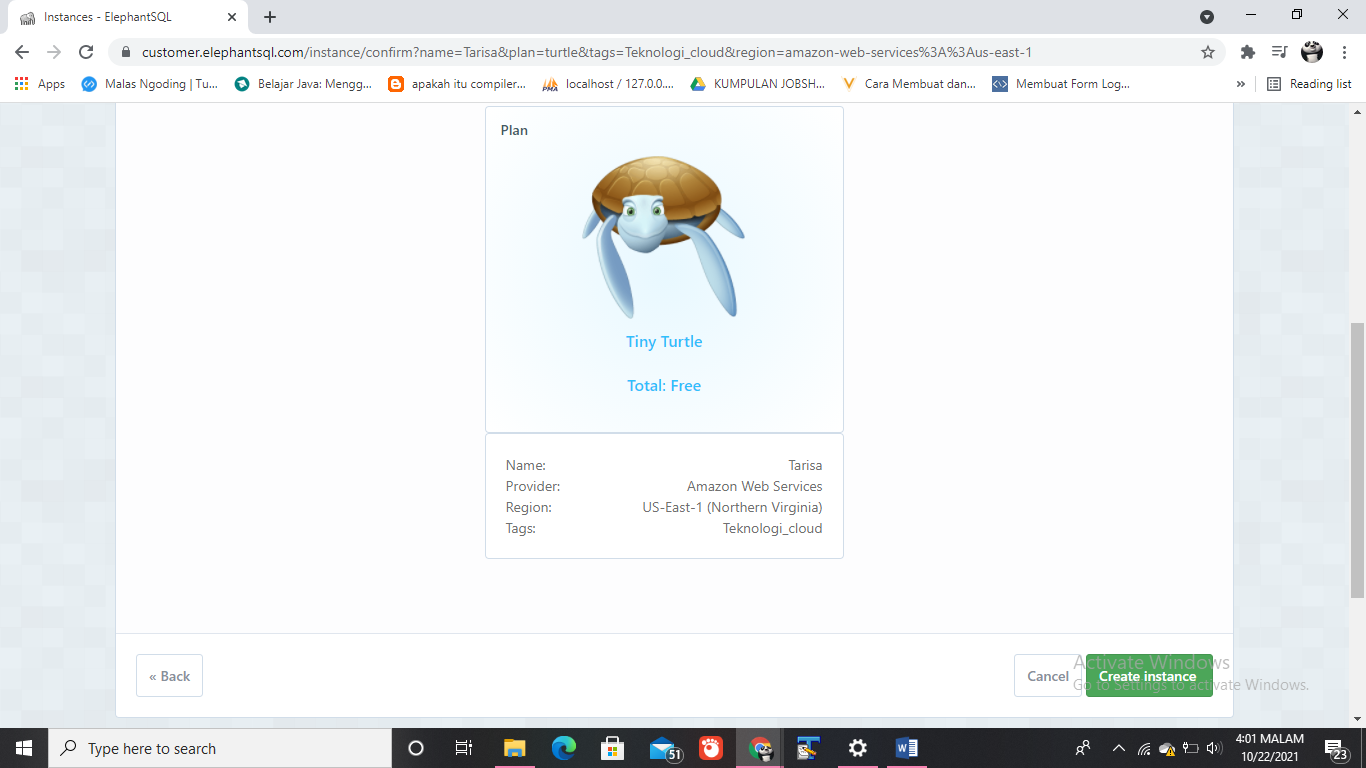 Instances - ElephantSQL
customer.elephantsql.com/instance/confirm?name=Tarisa&plan=turtle&tags=Teknologi_cloud&region=amazon-web-services%3A%3Aus-east-1
Apps Malas Ngoding | Tu... Belajar Java: Mengg... apakah itu compiler... localhost / 127.0.0.... KUMPULAN JOBSH... Cara Membuat dan... Membuat Form Log... » Reading list
PMA
Plan
Tiny Turtle
Total: Free
Name: Tarisa
Provider: Amazon Web Services
Region: US-East-1 (Northern Virginia)
Tags: Teknologi_cloud
« Back Cancel Create instance
Activate Windows
Go to Settings to activate Windows.
Type here to search
51
4:01 MALAM
10/22/2021
23